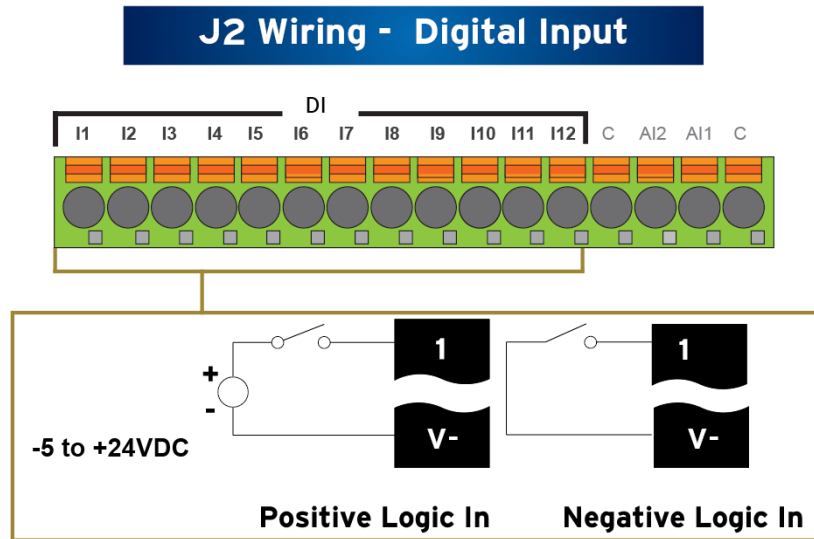 J2 Wiring - Digital Input
DI
I1 I2 I3 I4 I5 I6 I7 I8 I9 I10 I11 I12 C AI2 AI1 C
1 1
+
-
V- V-
-5 to +24VDC
Positive Logic In Negative Logic In